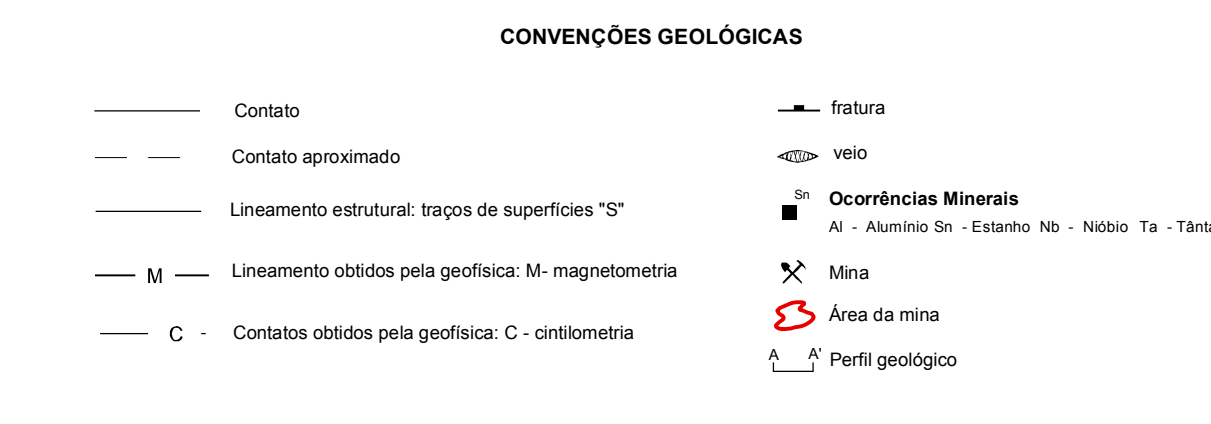 CONVENÇÕES GEOLÓGICAS
Contato
Contato aproximado
Lineamento estrutural: traços de superfícies "S"
M
Lineamento obtidos pela geofísica: M- magnetometria
C
Contatos obtidos pela geofísica: C - cintilometria
fratura
veio
Sn
Ocorrências Minerais
Al - Alumínio Sn - Estanho Nb - Nióbio Ta -
Mina
Área da mina
A A'
Perfil geológico